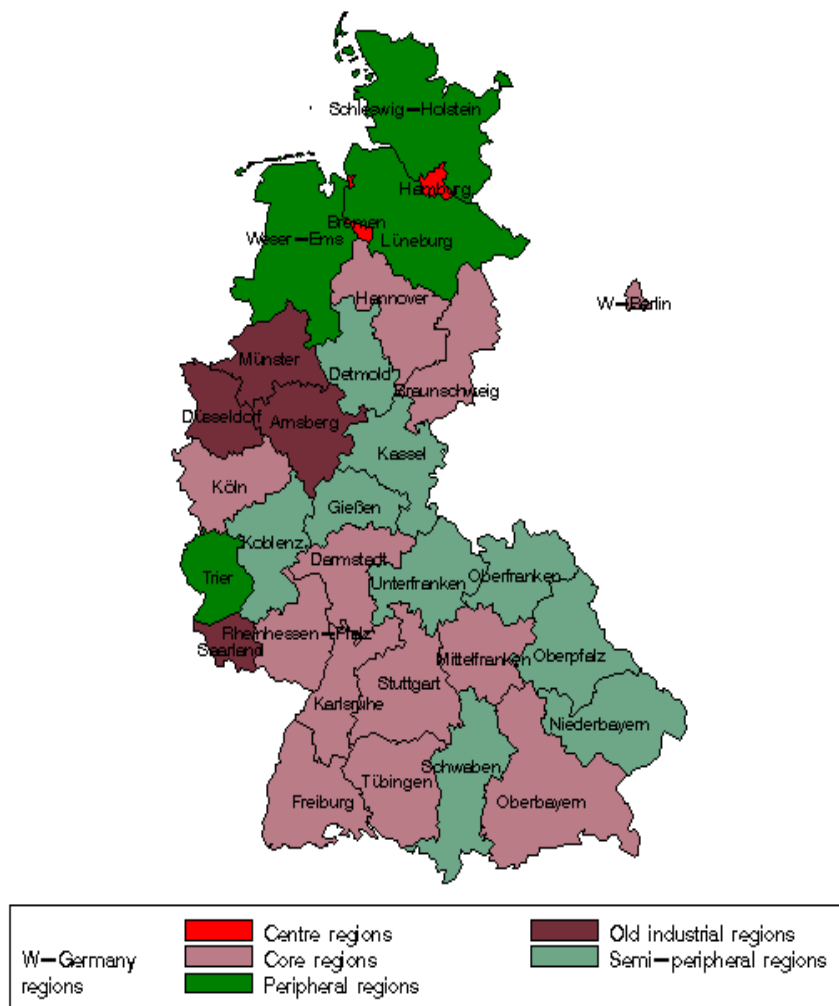 Schleswig-Holstein
Hamburg
Bremen
Weser-Ems
Lüneburg
Hannover
W-Berlin
Münster
Detmold
Braunschweig
Düsseldorf
Arnsberg
Kassel
Köln
Gießen
Koblenz
Darmstadt
Trier
Unterfranken
Oberfranken
Rheinhessen-Pfalz
Saarland
Mittelfranken
Oberpfalz
Stuttgart
Karlsruhe
Niederbayern
Schwaben
Tübingen
Freiburg
Oberbayern
W-Germany
regions
Centre regions
Core regions
Peripheral regions
Old industrial regions
Semi-peripheral regions